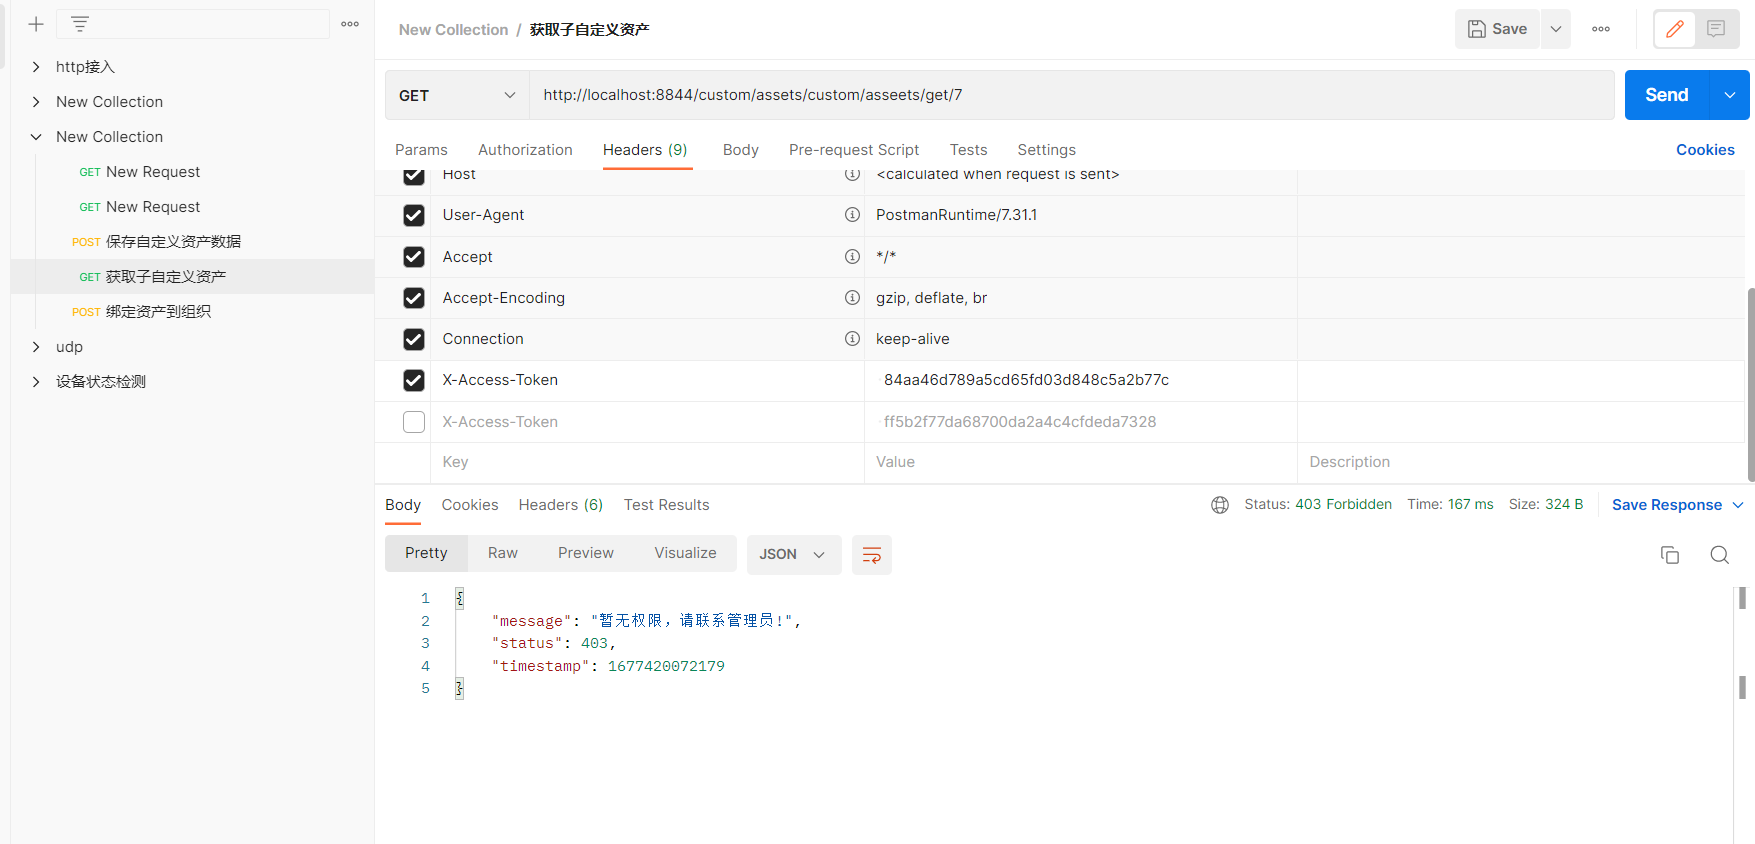 New Collection / 获取子自定义资产
Save
http接入
New Collection
New Collection
GET New Request
GET New Request
POST 保存自定义资产数据
GET 获取子自定义资产
POST 绑定资产到组织
udp
设备状态检测
GET http://localhost:8844/custom/assets/custom/asseets/get/7 Send
Params Authorization Headers (9) Body Pre-request Script Tests Settings Cookies
Host <calculated when request is sent>
User-Agent PostmanRuntime/7.31.1
Accept */*
Accept-Encoding gzip, deflate, br
Connection keep-alive
X-Access-Token 84aa46d789a5cd65fd03d848c5a2b77c
X-Access-Token ff5b2f77da68700da2a4c4cfdeda7328
Key Value Description
Body Cookies Headers (6) Test Results Status: 403 Forbidden Time: 167 ms Size: 324 B Save Response
Pretty Raw Preview Visualize JSON
1 {
2 "message": "暂无权限，请联系管理员!",
3 "status": 403,
4 "timestamp": 1677420072179
5 }